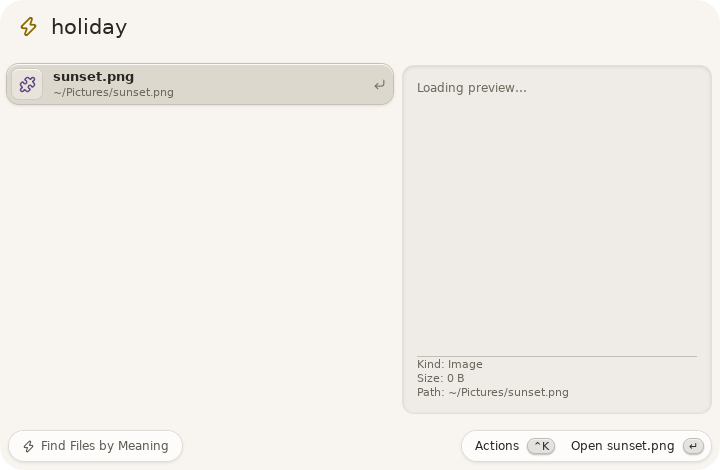 holiday
sunset.png
~/Pictures/sunset.png
Loading preview...
Kind: Image
Size: 0 B
Path: ~/Pictures/sunset.png
Find Files by Meaning
Actions ^K Open sunset.png ↵